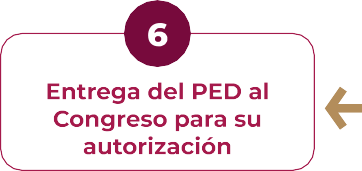 6
Entrega del PED al
Congreso para su
autorización